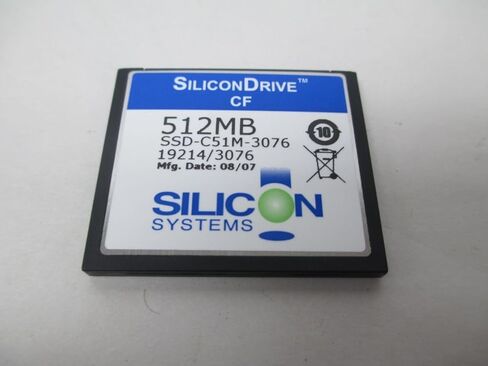 SILICONDRIVE™
CF
512MB
SSD-C51M-3076
19214/3076
Mfg. Date: 08/07
10
SILICON
SYSTEMS